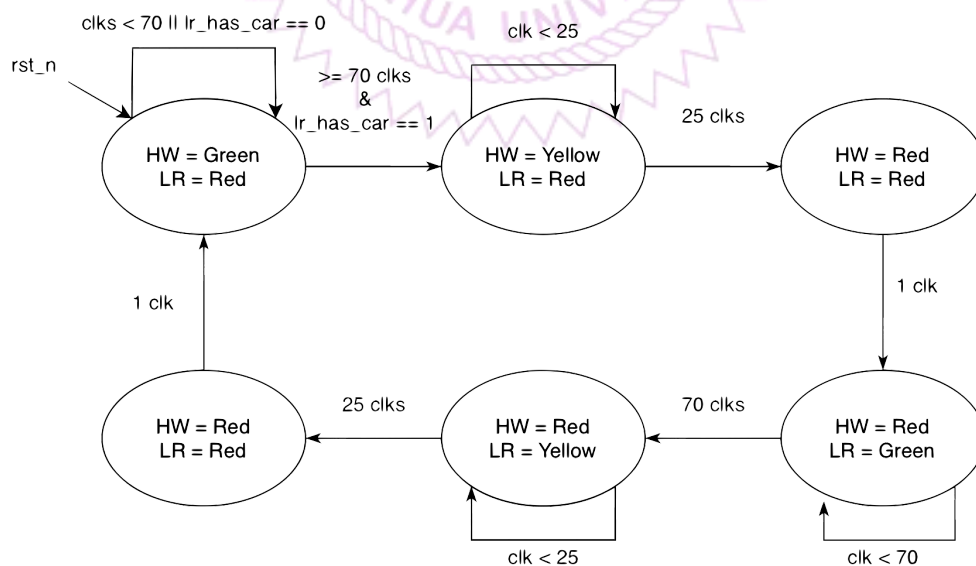 clks < 70 || lr_has_car == 0
rst_n
>= 70 clks
&
lr_has_car == 1
clk < 25
25 clks
HW = Green
LR = Red
HW = Yellow
LR = Red
HW = Red
LR = Red
1 clk
1 clk
HW = Red
LR = Red
25 clks
HW = Red
LR = Yellow
70 clks
HW = Red
LR = Green
clk < 25
clk < 70